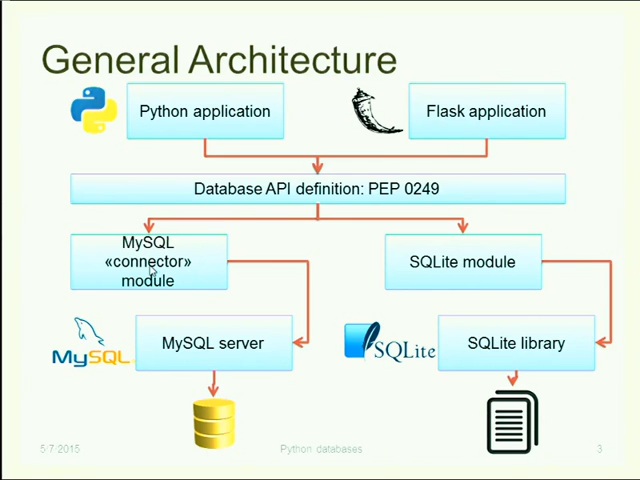 General Architecture
Python application
Flask application
Database API definition: PEP 0249
MySQL
«connector»
module
SQLite module
MySQL
MySQL server
SQLite
SQLite library
5/7/2015
Python databases
3